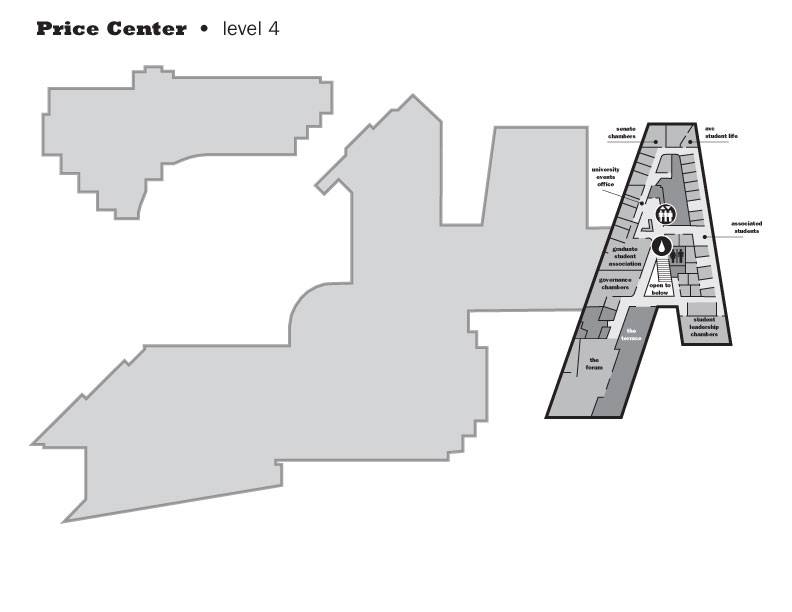 Price Center • level 4
senate
chambers
avc
student life
university
events
office
associated
students
graduate
student
association
governance
chambers
open to
below
the
terrace
student
leadership
chambers
the
forum